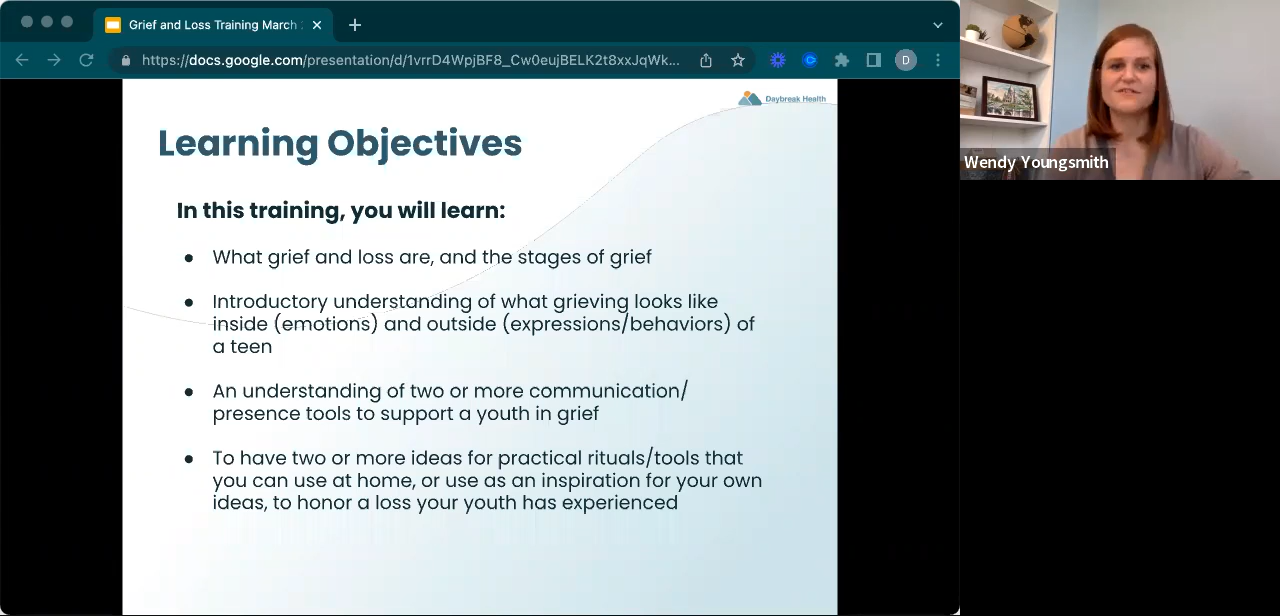 Grief and Loss Training March
https://docs.google.com/presentation/d/1vrrD4WpjBF8_Cw0eujBELK2t8xxJqWk...
D
Daybreak Health
Learning Objectives
In this training, you will learn:
● What grief and loss are, and the stages of grief
● Introductory understanding of what grieving looks like
inside (emotions) and outside (expressions/behaviors) of
a teen
● An understanding of two or more communication/
presence tools to support a youth in grief
● To have two or more ideas for practical rituals/tools that
you can use at home, or use as an inspiration for your own
ideas, to honor a loss your youth has experienced
Wendy Youngsmith